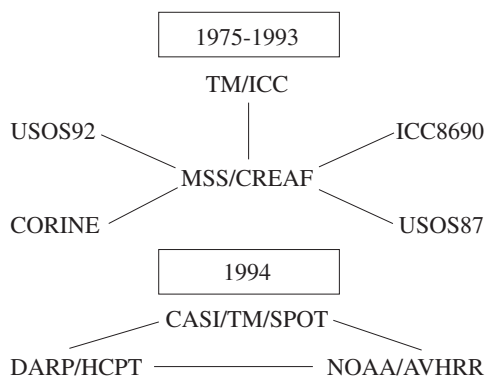 1975-1993
TM/ICC
USOS92
ICC8690
MSS/CREAF
CORINE
USOS87
1994
CASI/TM/SPOT
DARP/HCPT
NOAA/AVHRR